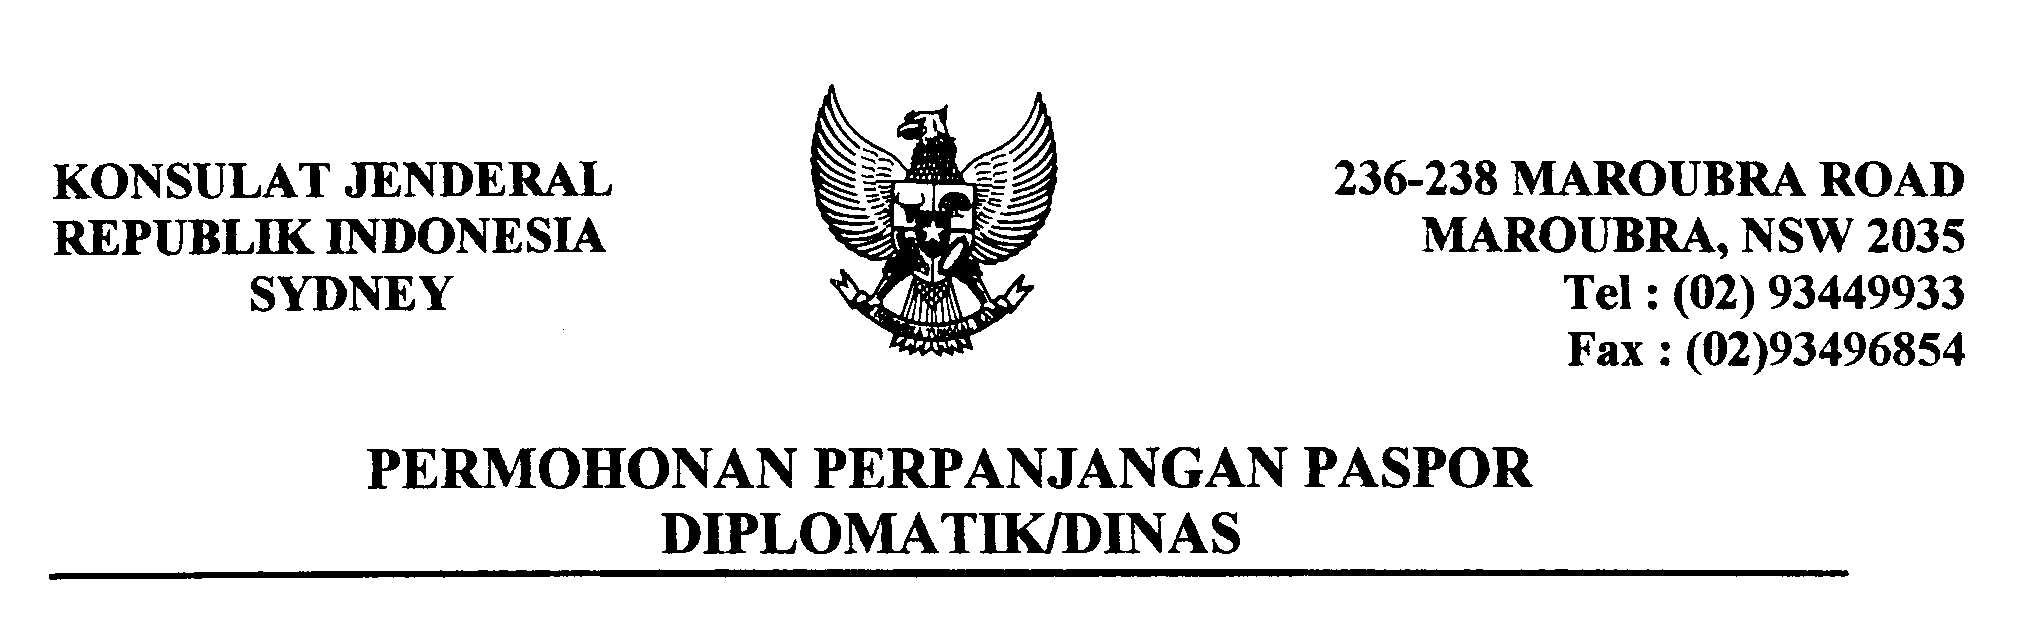 KONSULAT JENDERAL
REPUBLIK INDONESIA
SYDNEY
236-238 MAROUBRA ROAD
MAROUBRA, NSW 2035
Tel : (02) 93449933
Fax : (02)93496854
PERMOHONAN PERPANJANGAN PASPOR
DIPLOMATIK/DINAS